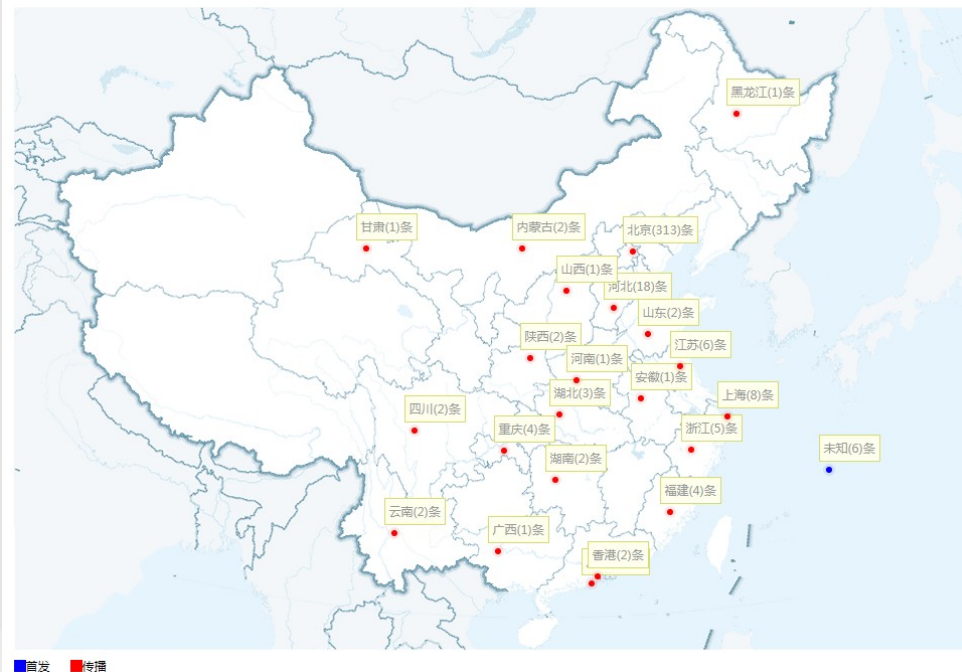 黑龙江(1)条
甘肃(1)条
内蒙古(2)条
北京(313)条
山西(1)条
河北(18)条
山东(2)条
陕西(2)条
江苏(6)条
河南(1)条
安徽(1)条
湖北(3)条
上海(8)条
四川(2)条
重庆(4)条
浙江(5)条
未知(6)条
湖南(2)条
福建(4)条
云南(2)条
广西(1)条
香港(2)条
首发
传播